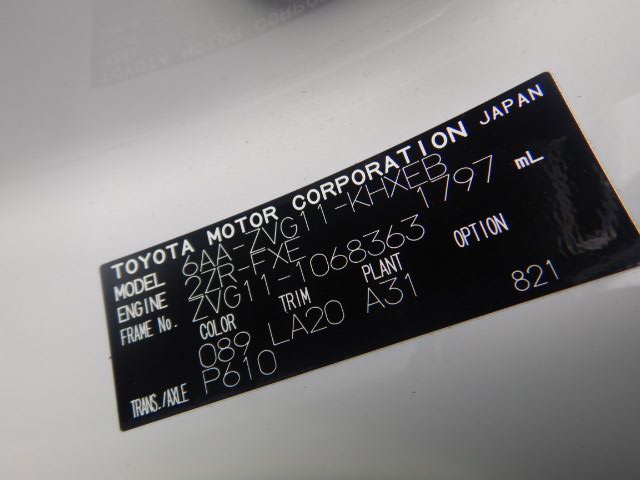 TOYOTA MOTOR CORPORATION JAPAN
MODEL 6AA-ZVG11-KHXEB
ENGINE 2ZR-FXE 1797 mL
FRAME No. ZVG11-1068363
COLOR TRIM PLANT OPTION
089 LA20 A31 821
TRANS./AXLE P610